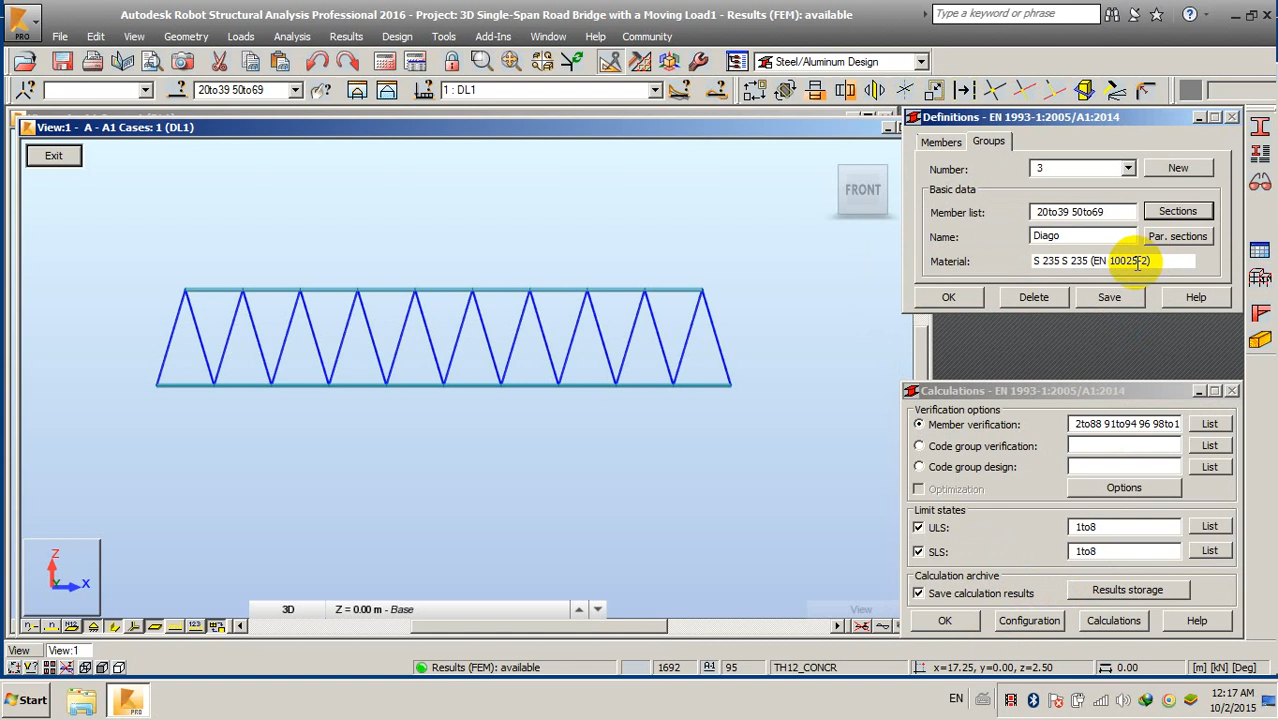 Autodesk Robot Structural Analysis Professional 2016 - Project: 3D Single-Span Road Bridge with a Moving Load1 - Results (FEM): available
Type a keyword or phrase
PRO
File Edit View Geometry Loads Analysis Results Design Tools Add-Ins Window Help Community
Steel/Aluminum Design
20to39 50to69
1 : DL1
View:1 - A - A1 Cases: 1 (DL1)
Exit
FRONT
Z
Y
X
3D
Z = 0.00 m - Base
View
Definitions - EN 1993-1:2005/A1:2014
Members Groups
Number: 3 New
Basic data
Member list: 20to39 50to69 Sections
Name: Diago Par. sections
Material: S 235 S 235 (EN 10025-2)
OK Delete Save Help
Calculations - EN 1993-1:2005/A1:2014
Verification options
Member verification: 2to88 91to94 96 98to1 List
Code group verification: List
Code group design: List
Optimization Options
Limit states
ULS: 1to8 List
SLS: 1to8 List
Calculation archive
Save calculation results Results storage
OK Configuration Calculations Help
View View:1
Results (FEM): available 1692 95 TH12_CONCR x=17.25, y=0.00, z=2.50 0.00 [m] [kN] [Deg]
Start
EN
12:17 AM
10/2/2015